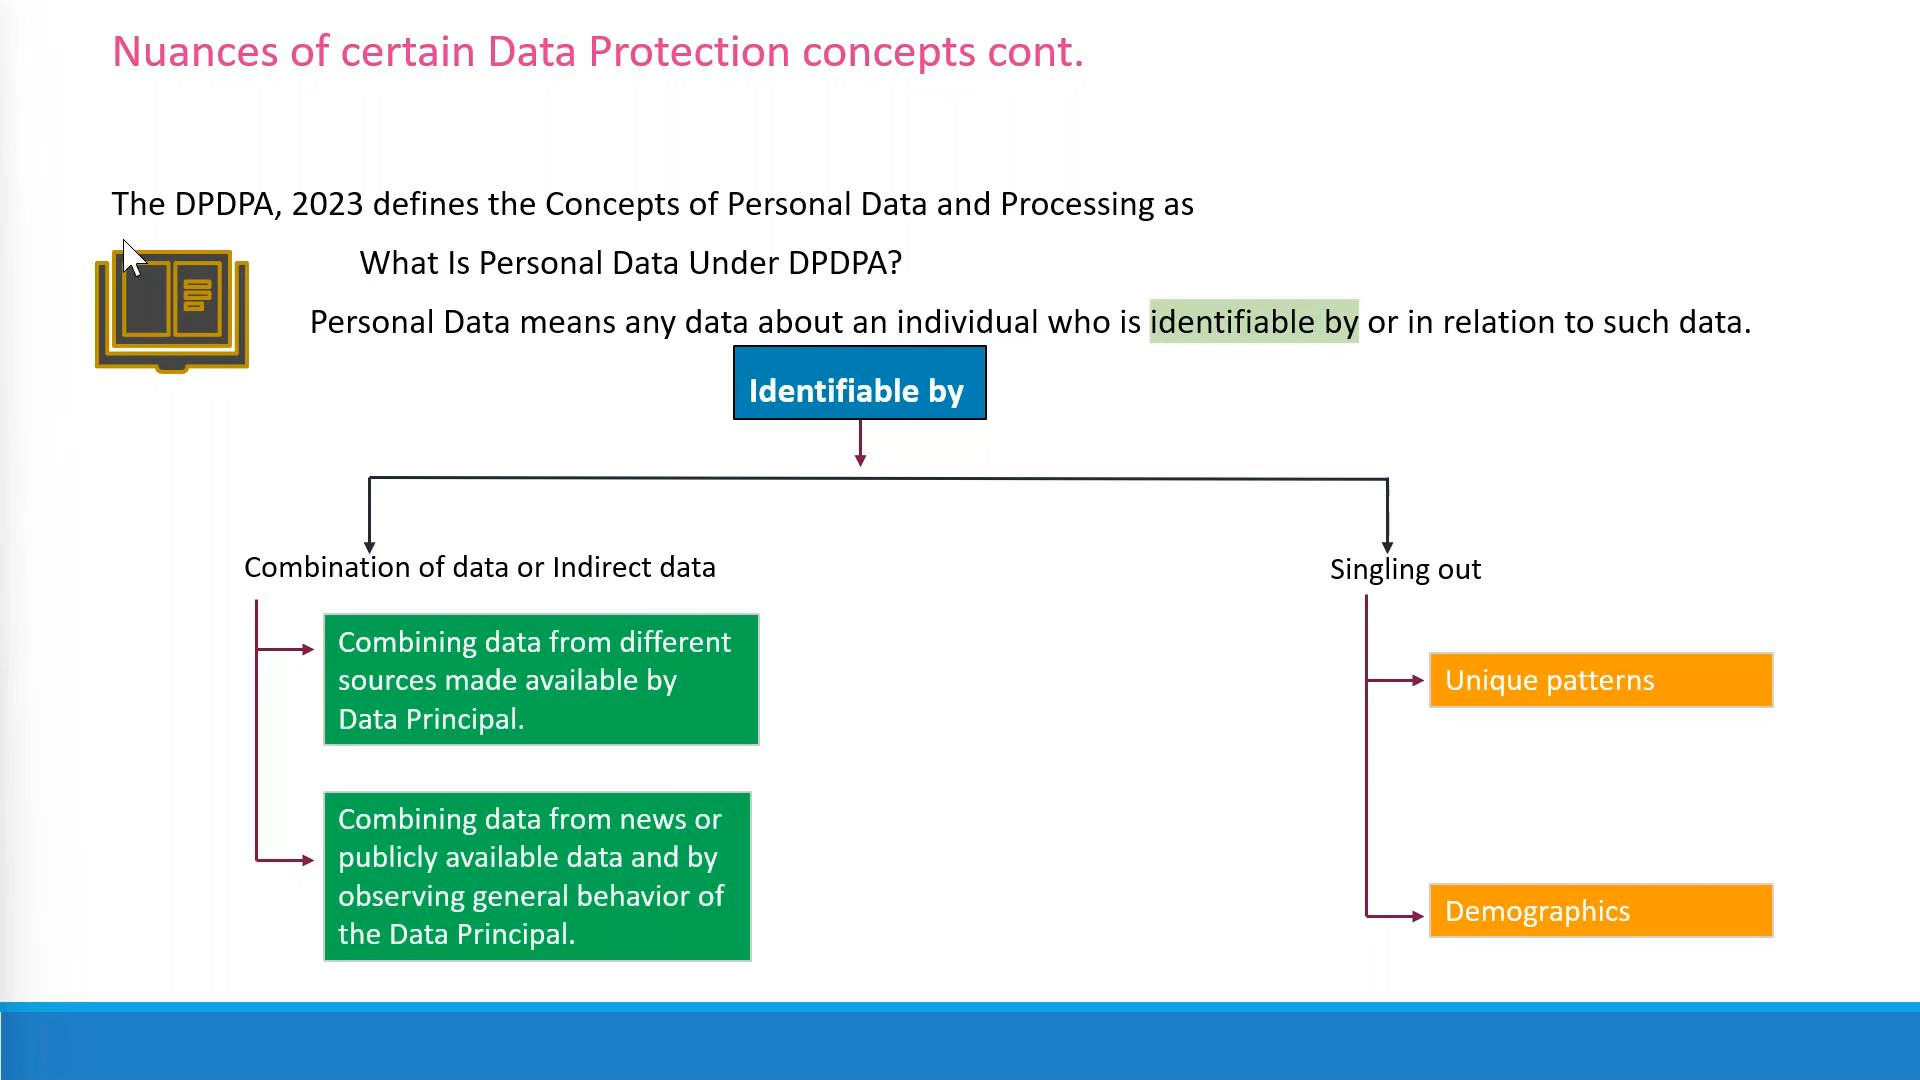 Nuances of certain Data Protection concepts cont.
The DPDPA, 2023 defines the Concepts of Personal Data and Processing as
What Is Personal Data Under DPDPA?
Personal Data means any data about an individual who is identifiable by or in relation to such data.
Identifiable by
Combination of data or Indirect data
Combining data from different
sources made available by
Data Principal.
Combining data from news or
publicly available data and by
observing general behavior of
the Data Principal.
Singling out
Unique patterns
Demographics